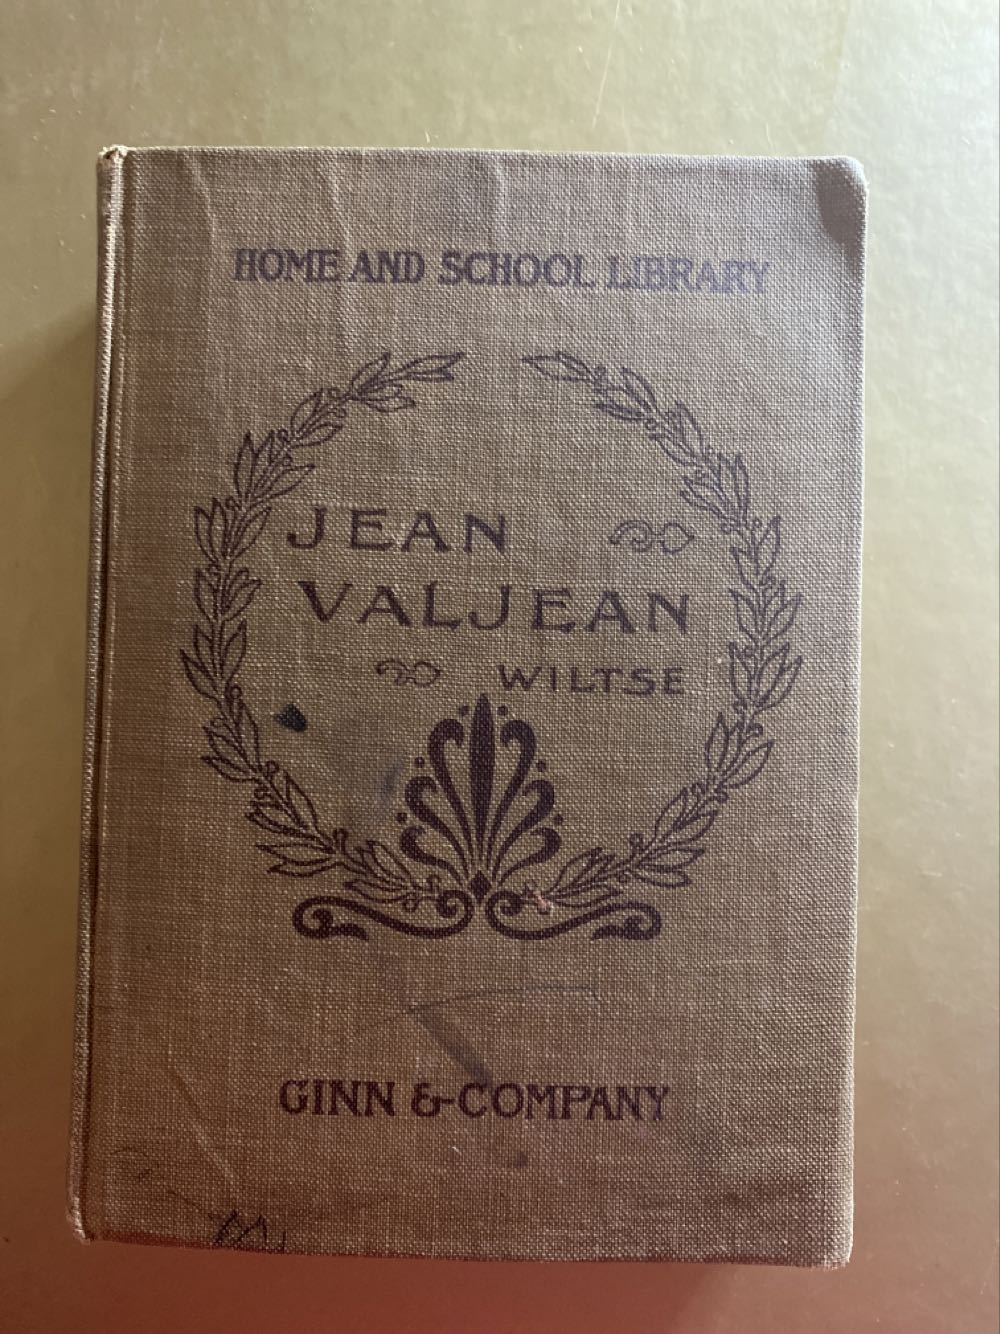 HOME AND SCHOOL LIBRARY
JEAN
VALJEAN
WILTSE
GINN & COMPANY